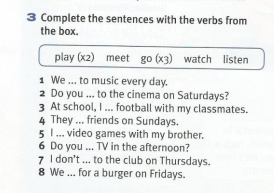 3 Complete the sentences with the verbs from
the box.
play (x2) meet go (x3) watch listen
1 We ... to music every day.
2 Do you ... to the cinema on Saturdays?
3 At school, I ... football with my classmates.
4 They ... friends on Sundays.
5 I ... video games with my brother.
6 Do you ... TV in the afternoon?
7 I don't ... to the club on Thursdays.
8 We ... for a burger on Fridays.